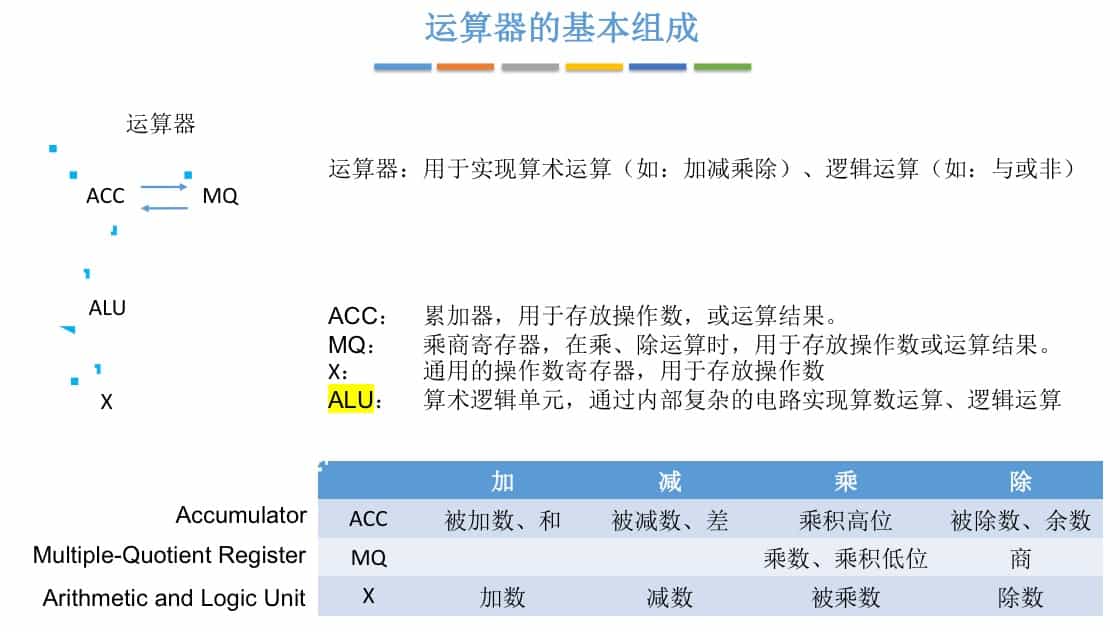 运算器的基本组成
运算器
运算器：用于实现算术运算（如：加减乘除）、逻辑运算（如：与或非）
ACC MQ
ALU
X
ACC： 累加器，用于存放操作数，或运算结果。
MQ： 乘商寄存器，在乘、除运算时，用于存放操作数或运算结果。
X： 通用的操作数寄存器，用于存放操作数
ALU： 算术逻辑单元，通过内部复杂的电路实现算数运算、逻辑运算
加 减 乘 除
Accumulator ACC 被加数、和 被减数、差 乘积高位 被除数、余数
Multiple-Quotient Register MQ 乘数、乘积低位 商
Arithmetic and Logic Unit X 加数 减数 被乘数 除数